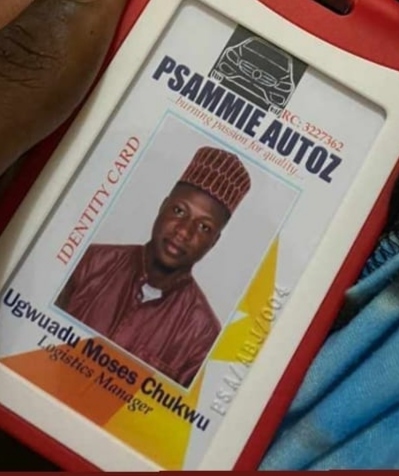 PSAMMIE AUTOZ
RC: 3227362
...burning passion for quality...
IDENTITY CARD
PSA/ABJ/004
Ugwuadu Moses Chukwu
Logistics Manager